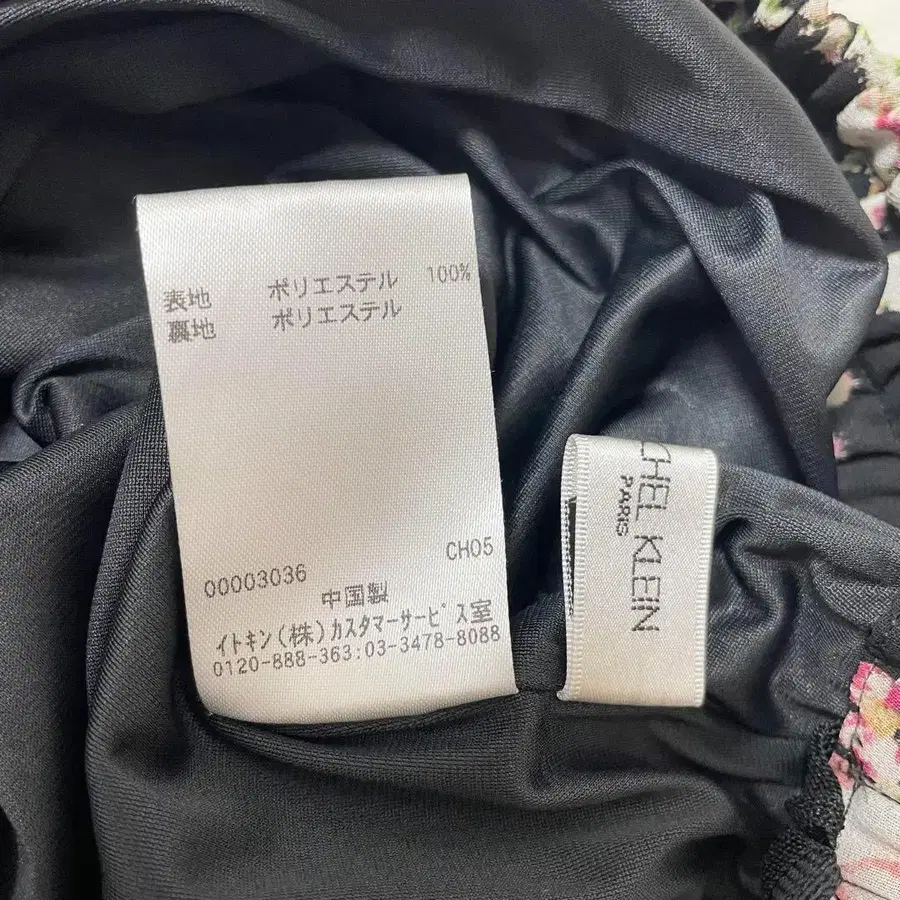 表地 ポリエステル 100%
裏地 ポリエステル
00003036 CH05
中国製
イトキン(株)カスタマーサービス室
0120-888-363:03-3478-8088
CHEL KLEIN
PARIS